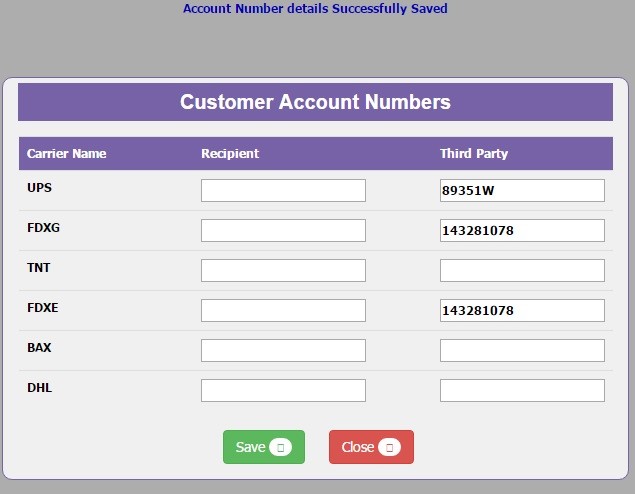 Account Number details Successfully Saved
Customer Account Numbers
Carrier Name Recipient Third Party
UPS 89351W
FDXG 143281078
TNT
FDXE 143281078
BAX
DHL
Save Close